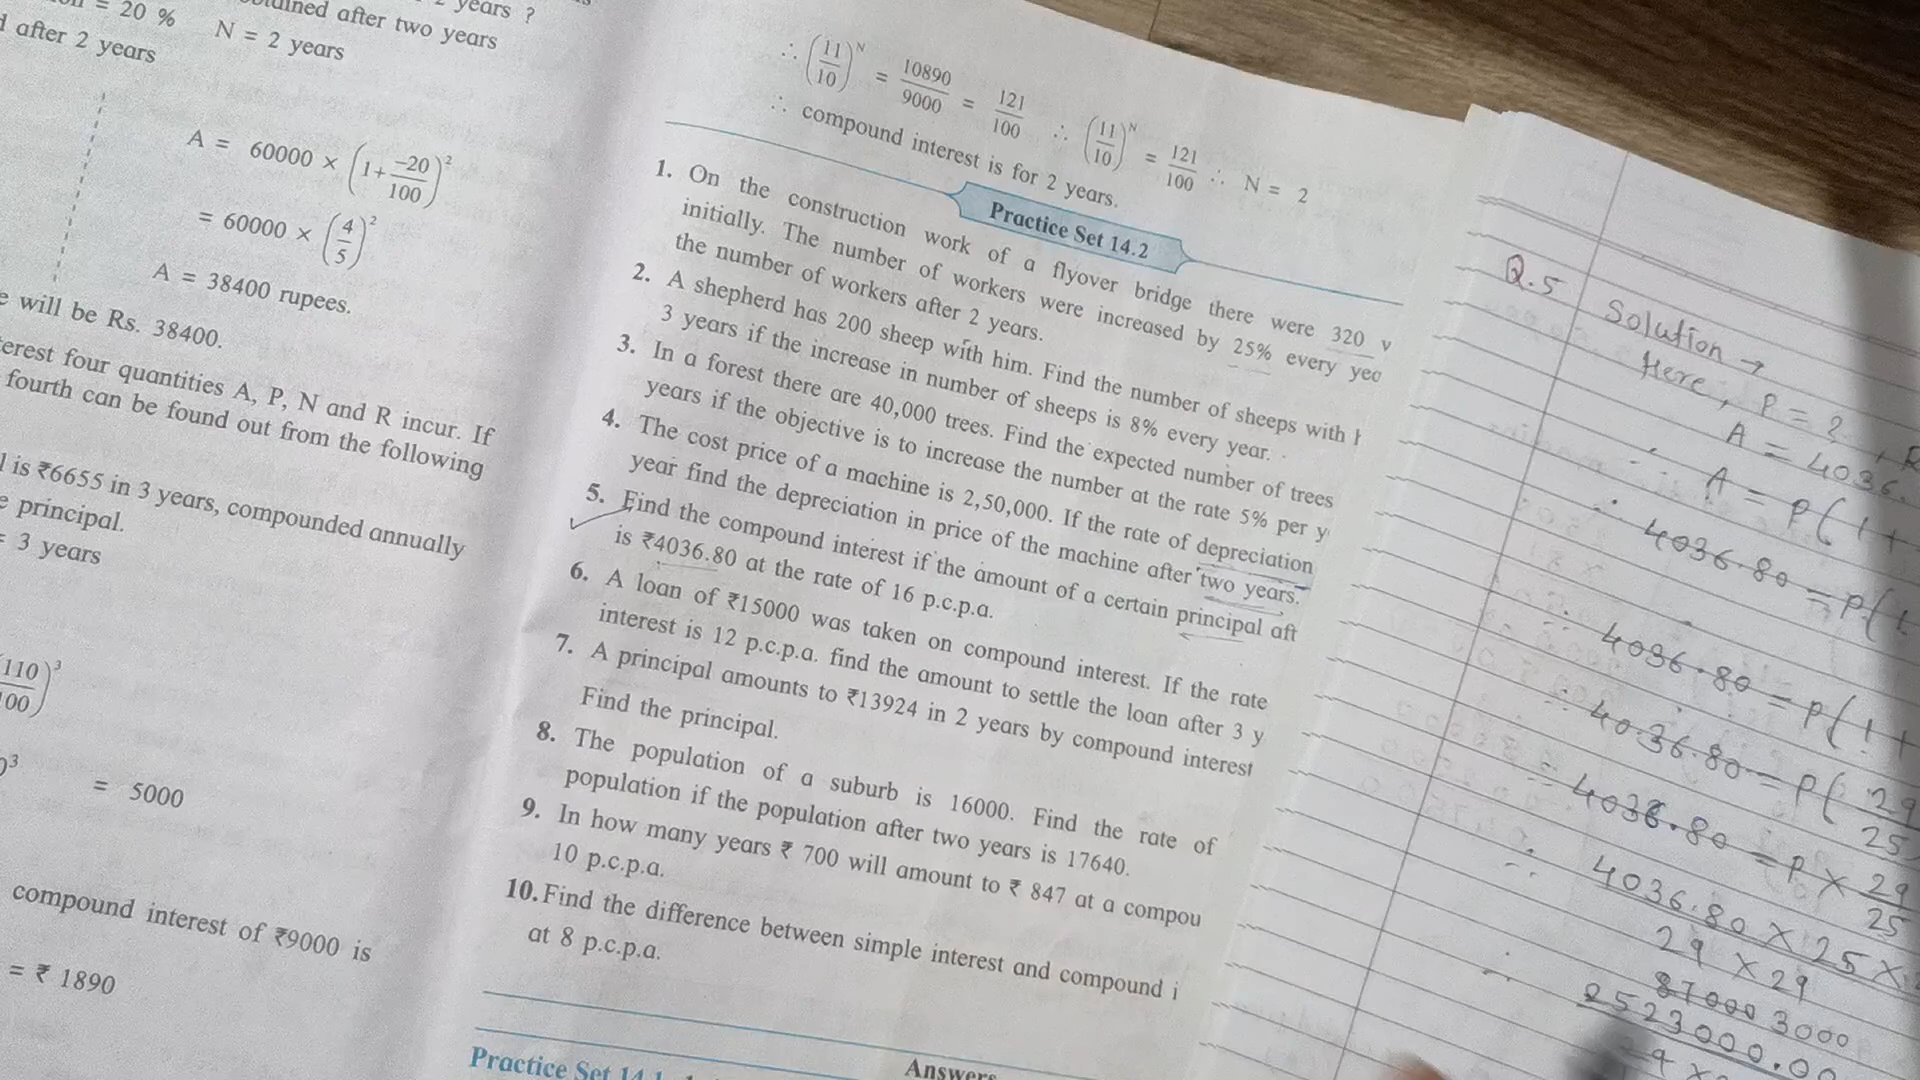 = 20 %
N = 2 years
after two years
years ?
after 2 years
A = 60000 × (1+ -20/100)²
= 60000 × (4/5)²
A = 38400 rupees.
will be Rs. 38400.
four quantities A, P, N and R incur. If
fourth can be found out from the following
is ₹6655 in 3 years, compounded annually
principal.
= 3 years
= 5000
compound interest of ₹9000 is
= ₹ 1890
∴ (11/10)ᴺ = 10890/9000 = 121/100 ∴ (11/10)ᴺ = 121/100 ∴ N = 2
∴ compound interest is for 2 years.
Practice Set 14.2
1. On the construction work of a flyover bridge there were 320
initially. The number of workers were increased by 25% every
the number of workers after 2 years.
2. A shepherd has 200 sheep with him. Find the number of sheeps with
3 years if the increase in number of sheeps is 8% every year.
3. In a forest there are 40,000 trees. Find the expected number of trees
years if the objective is to increase the number at the rate 5% per
4. The cost price of a machine is 2,50,000. If the rate of depreciation
year find the depreciation in price of the machine after two years.
5. Find the compound interest if the amount of a certain principal
is ₹4036.80 at the rate of 16 p.c.p.a.
6. A loan of ₹15000 was taken on compound interest. If the rate
interest is 12 p.c.p.a. find the amount to settle the loan after 3
7. A principal amounts to ₹13924 in 2 years by compound interest
Find the principal.
8. The population of a suburb is 16000. Find the rate of
population if the population after two years is 17640.
9. In how many years ₹ 700 will amount to ₹ 847 at a
10 p.c.p.a.
10. Find the difference between simple interest and compound
at 8 p.c.p.a.
Practice Set 14.1
Answers
Q.5 Solution →
Here, P = ?
A = 4036.
∴ A = P(1+
∴ 4036.80 = P(1
∴ 4036.80 = P(1+
∴ 4036.80 = P(29/25
= 4036.80 = P × 29/25
∴ 4036.80 × 25 ×
29 × 29
87000 3000
∴ 2523000.00